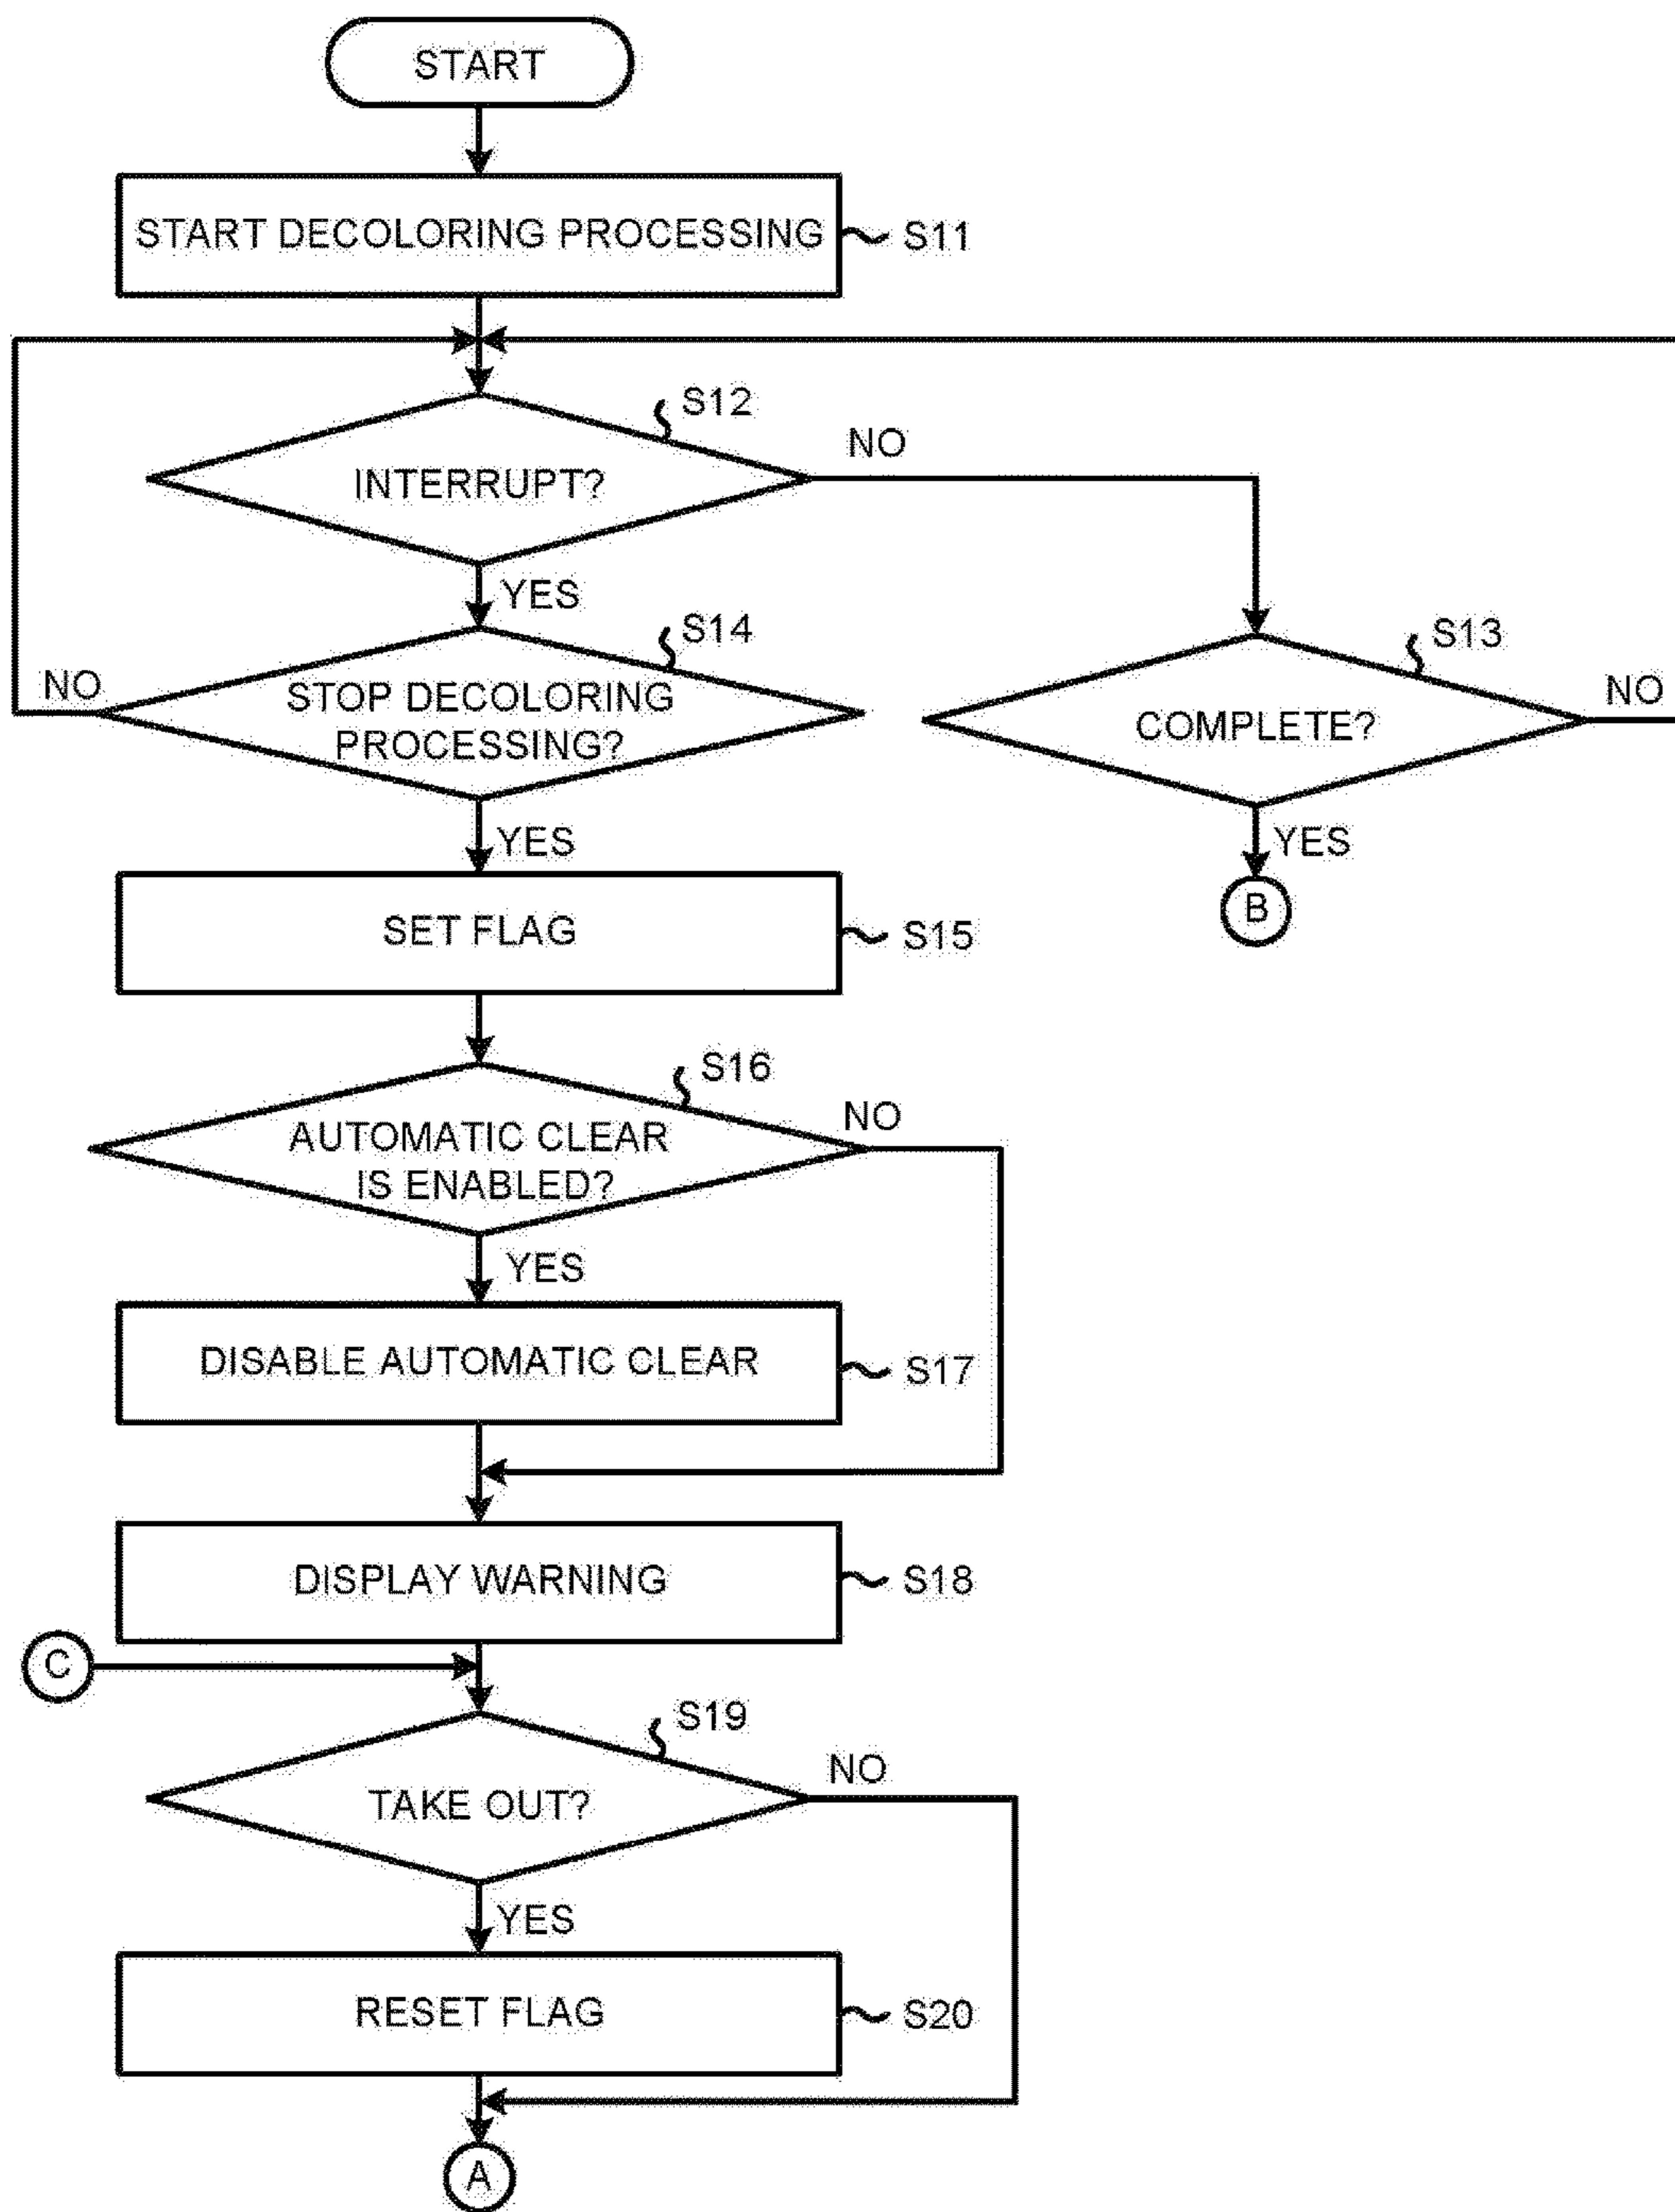 START
START DECOLORING PROCESSING
S11
S12
INTERRUPT?
NO
YES
S14
STOP DECOLORING
PROCESSING?
NO
YES
S13
COMPLETE?
NO
YES
B
SET FLAG
S15
S16
AUTOMATIC CLEAR
IS ENABLED?
NO
YES
DISABLE AUTOMATIC CLEAR
S17
DISPLAY WARNING
S18
C
S19
TAKE OUT?
NO
YES
RESET FLAG
S20
A